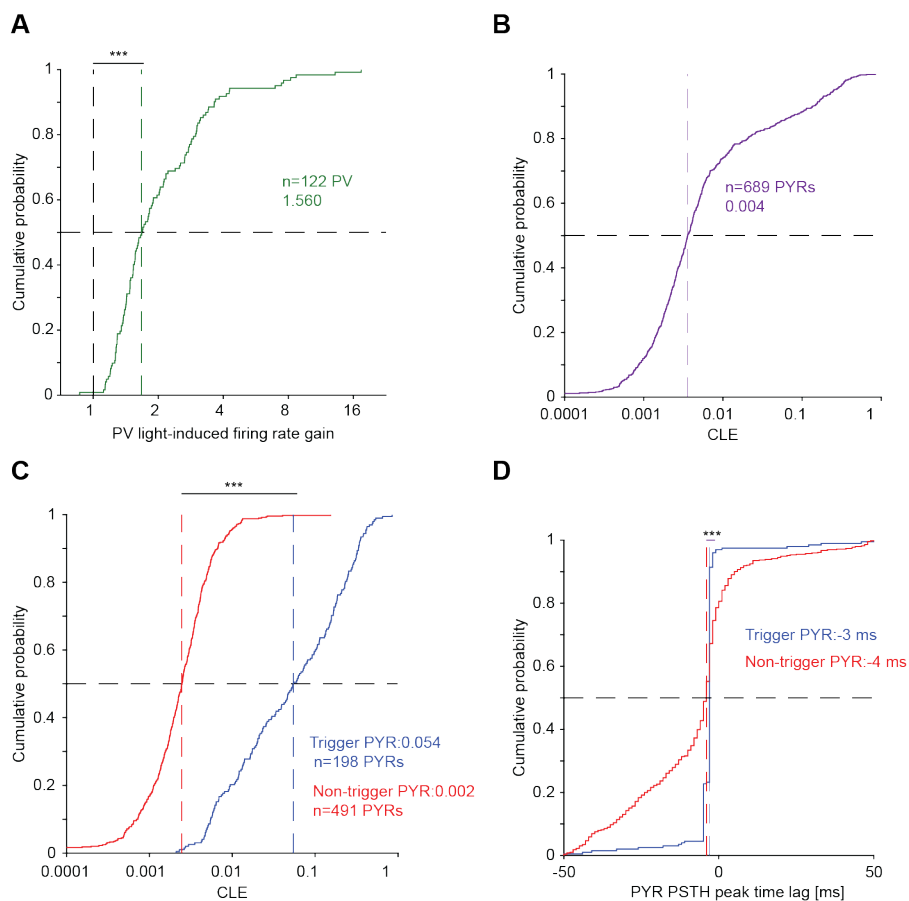 A
***
1
0.8
0.6
0.4
0.2
0
Cumulative probability
n=122 PV
1.560
1
2
4
8
16
PV light-induced firing rate gain
B
1
0.8
0.6
0.4
0.2
0
Cumulative probability
n=689 PYRs
0.004
0.0001
0.001
0.01
0.1
1
CLE
C
***
1
0.8
0.6
0.4
0.2
0
Cumulative probability
Trigger PYR:0.054
n=198 PYRs
Non-trigger PYR:0.002
n=491 PYRs
0.0001
0.001
0.01
0.1
1
CLE
D
***
1
0.8
0.6
0.4
0.2
0
Cumulative probability
Trigger PYR:-3 ms
Non-trigger PYR:-4 ms
-50
0
50
PYR PSTH peak time lag [ms]